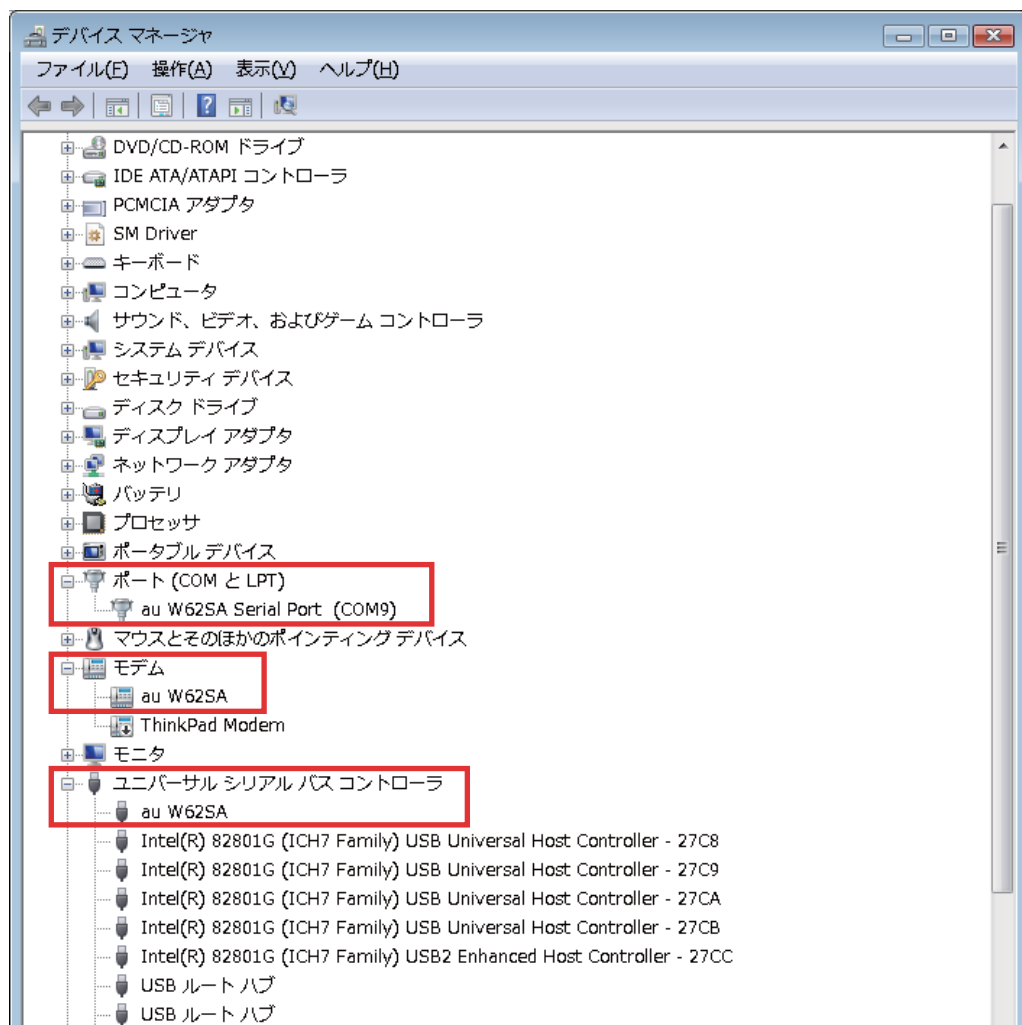 デバイス マネージャ
ファイル(F) 操作(A) 表示(V) ヘルプ(H)
DVD/CD-ROM ドライブ
IDE ATA/ATAPI コントローラ
PCMCIA アダプタ
SM Driver
キーボード
コンピュータ
サウンド、ビデオ、およびゲーム コントローラ
システム デバイス
セキュリティ デバイス
ディスク ドライブ
ディスプレイ アダプタ
ネットワーク アダプタ
バッテリ
プロセッサ
ポータブル デバイス
ポート (COM と LPT)
au W62SA Serial Port (COM9)
マウスとそのほかのポインティング デバイス
モデム
au W62SA
ThinkPad Modem
モニタ
ユニバーサル シリアル バス コントローラ
au W62SA
Intel(R) 82801G (ICH7 Family) USB Universal Host Controller - 27C8
Intel(R) 82801G (ICH7 Family) USB Universal Host Controller - 27C9
Intel(R) 82801G (ICH7 Family) USB Universal Host Controller - 27CA
Intel(R) 82801G (ICH7 Family) USB Universal Host Controller - 27CB
Intel(R) 82801G (ICH7 Family) USB2 Enhanced Host Controller - 27CC
USB ルート ハブ
USB ルート ハブ